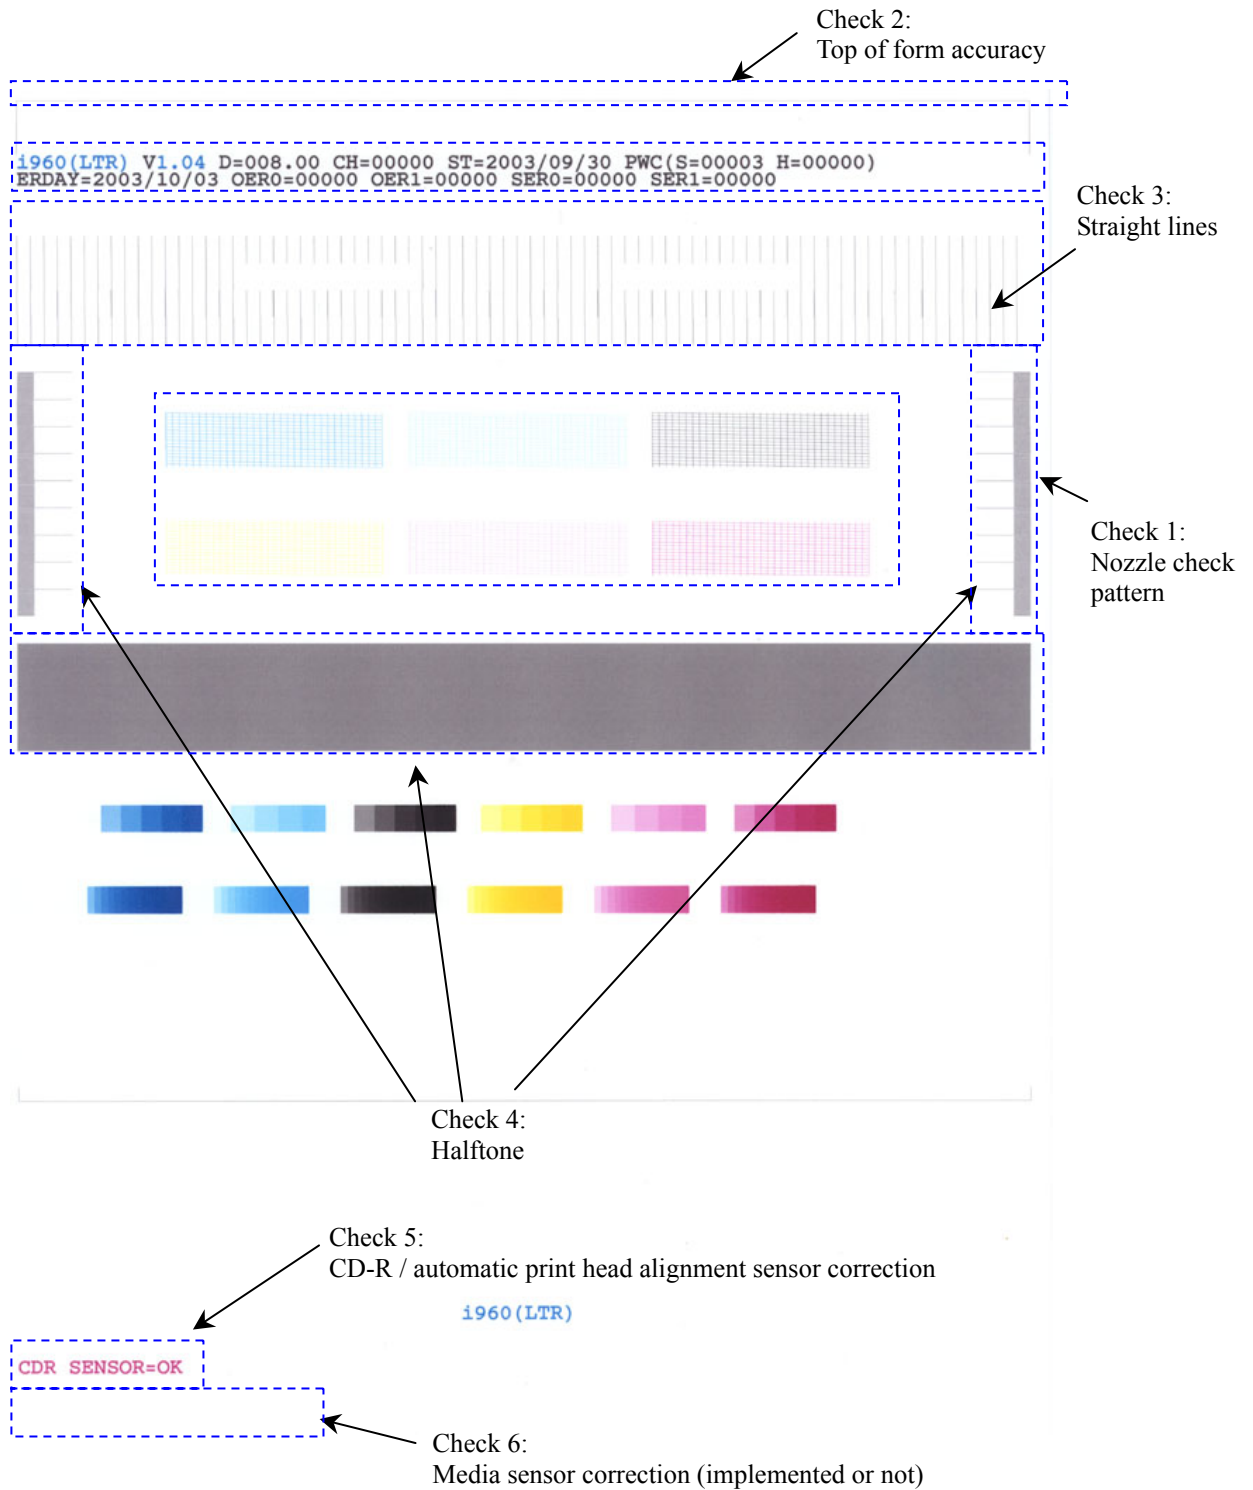 Check 2:
Top of form accuracy
i960(LTR) V1.04 D=008.00 CH=00000 ST=2003/09/30 PWC(S=00003 H=00000)
ERDAY=2003/10/03 OER0=00000 OER1=00000 SER0=00000 SER1=00000
Check 3:
Straight lines
Check 1:
Nozzle check
pattern
Check 4:
Halftone
Check 5:
CD-R / automatic print head alignment sensor correction
i960(LTR)
CDR SENSOR=OK
Check 6:
Media sensor correction (implemented or not)